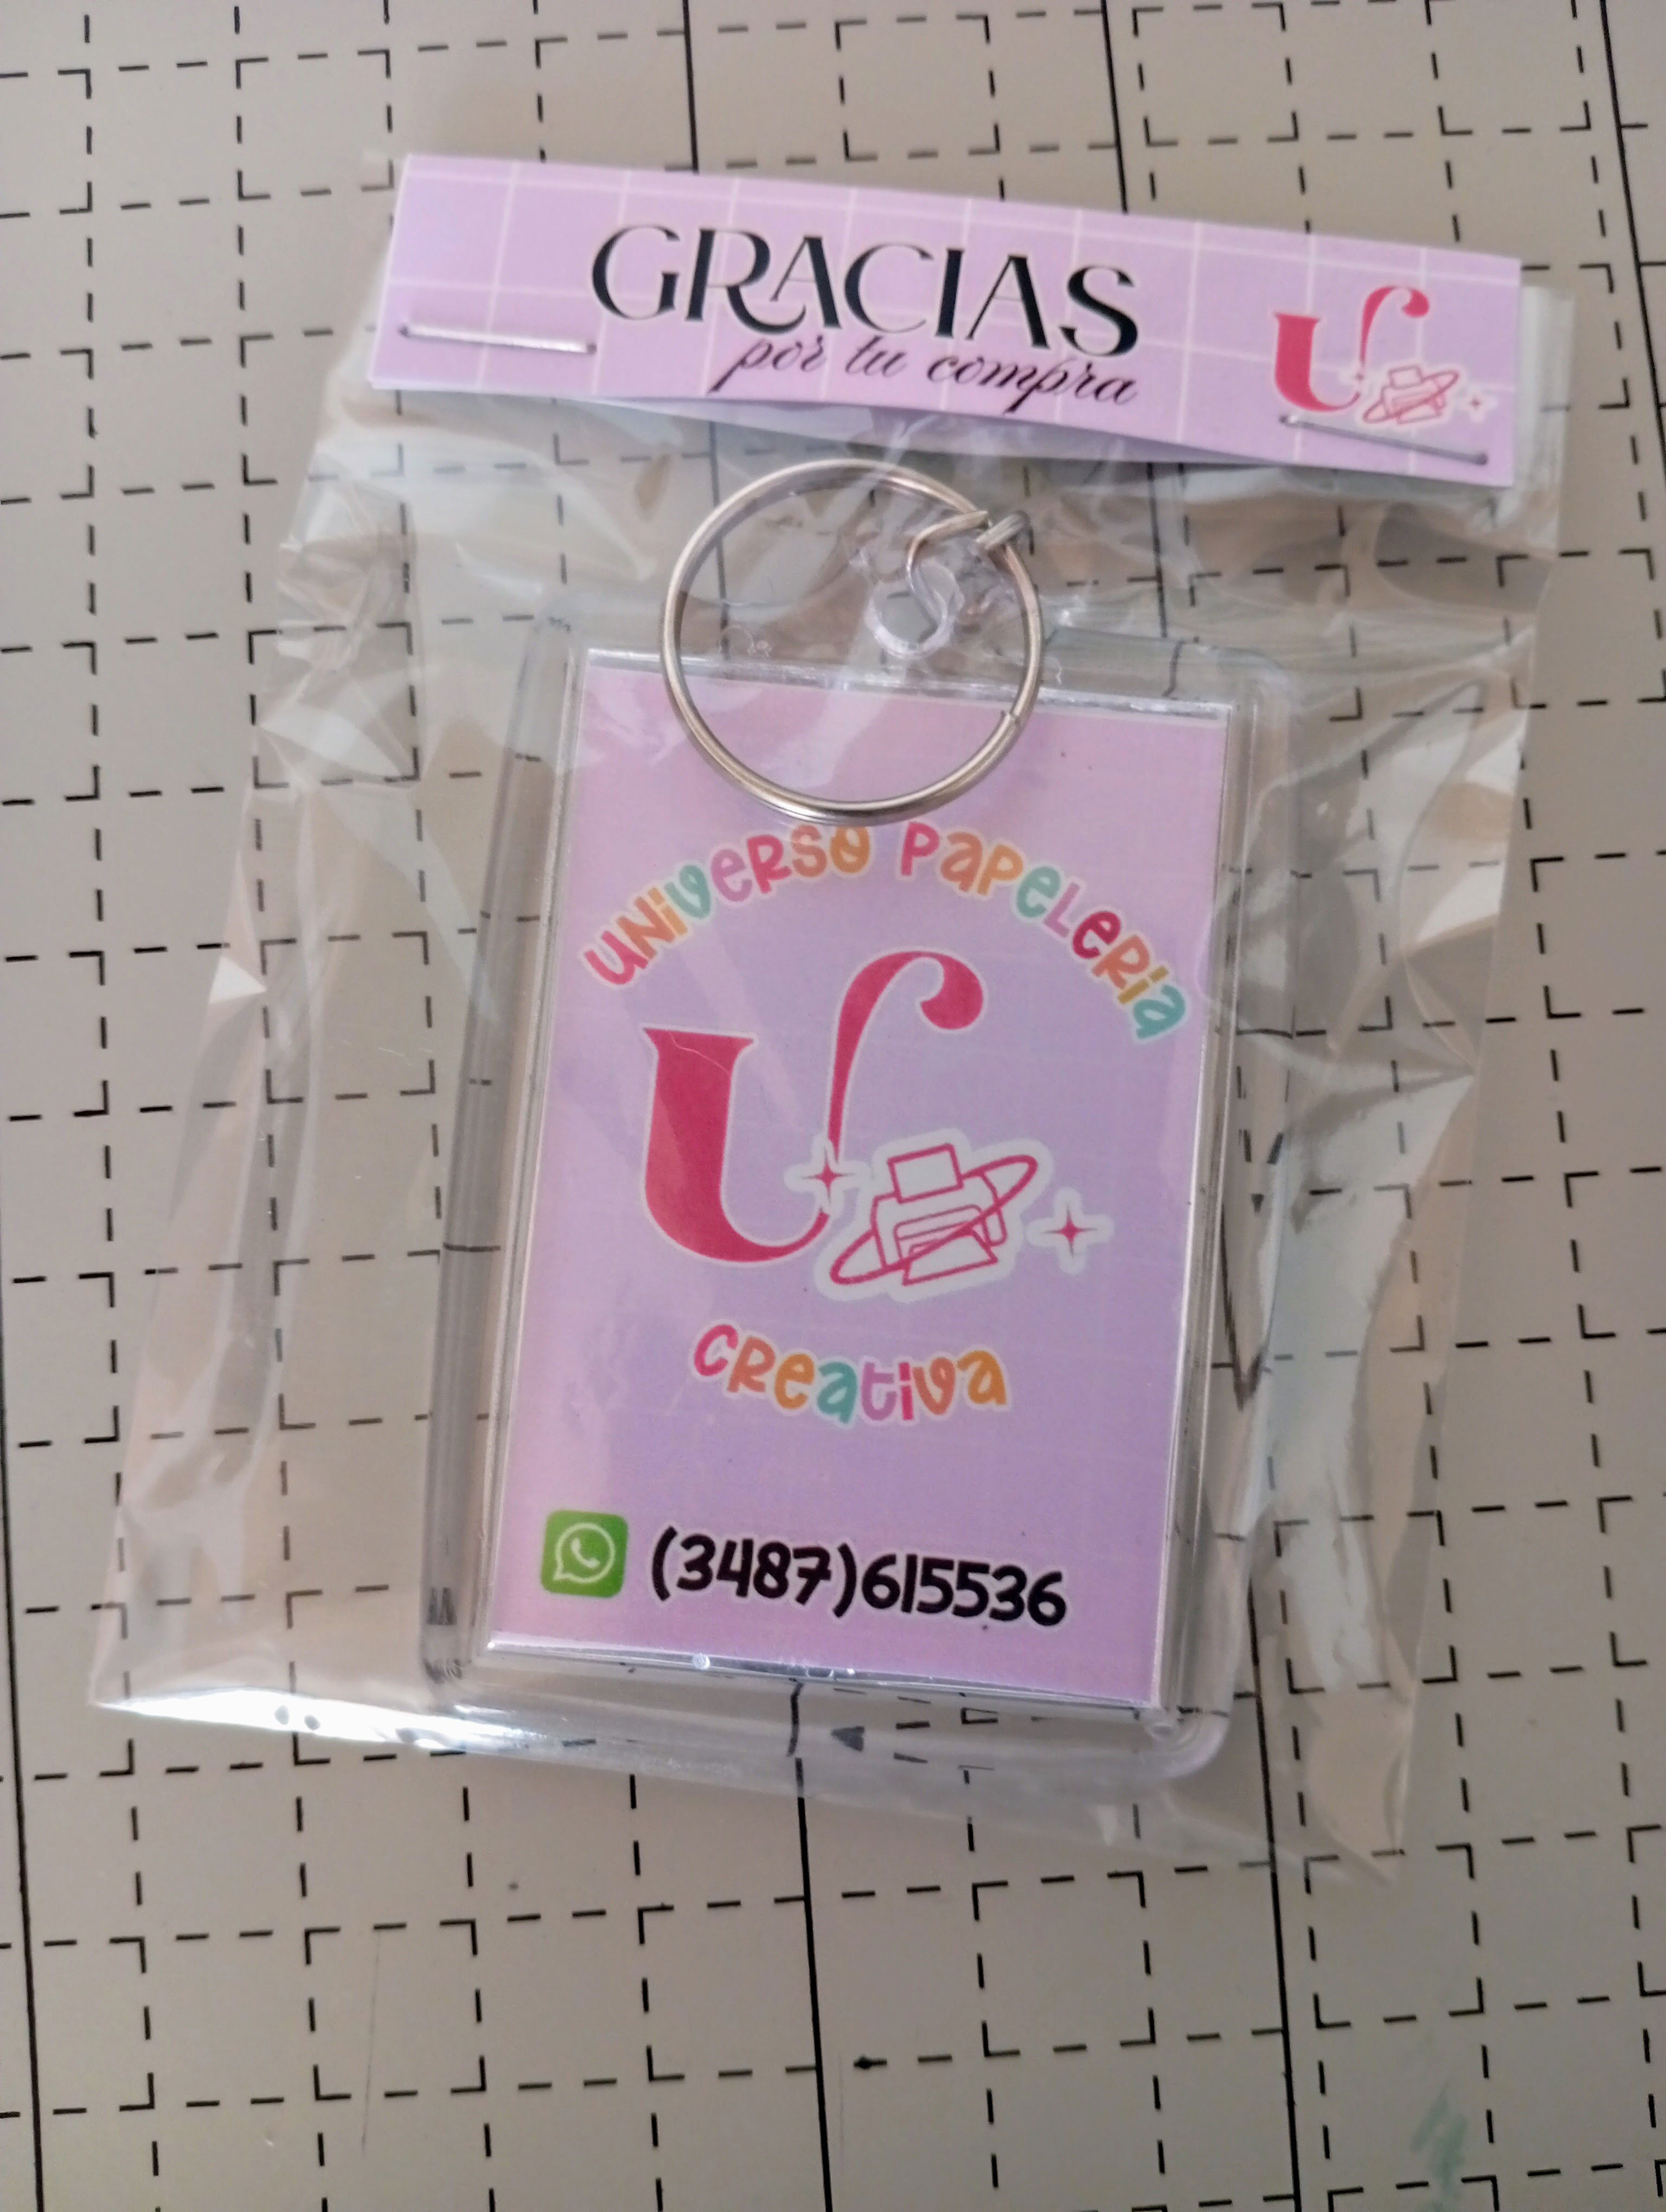 GRACIAS
por tu compra
U
UNIVERSO PAPELERIA
U
CREATIVA
(3487)615536